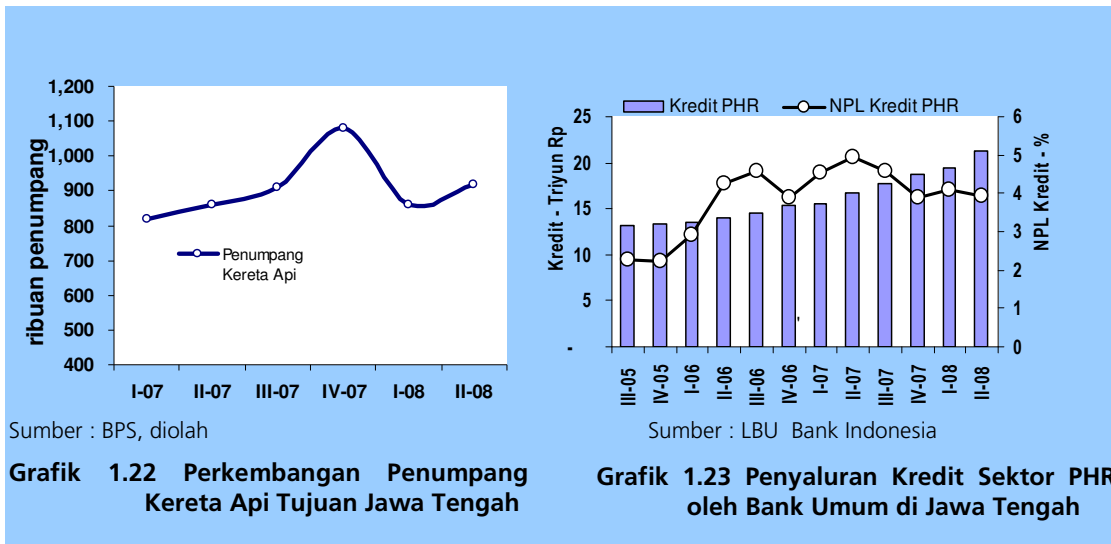 1,200
1,100
1,000
900
800
700
600
500
400
ribuan penumpang
Penumpang
Kereta Api
I-07 II-07 III-07 IV-07 I-08 II-08
Sumber : BPS, diolah
Grafik 1.22 Perkembangan Penumpang
Kereta Api Tujuan Jawa Tengah
Kredit PHR NPL Kredit PHR
25
20
15
10
5
-
Kredit - Triyun Rp
6
5
4
3
2
1
0
NPL Kredit - %
III-05 IV-05 I-06 II-06 III-06 IV-06 I-07 II-07 III-07 IV-07 I-08 II-08
Sumber : LBU Bank Indonesia
Grafik 1.23 Penyaluran Kredit Sektor PHR
oleh Bank Umum di Jawa Tengah